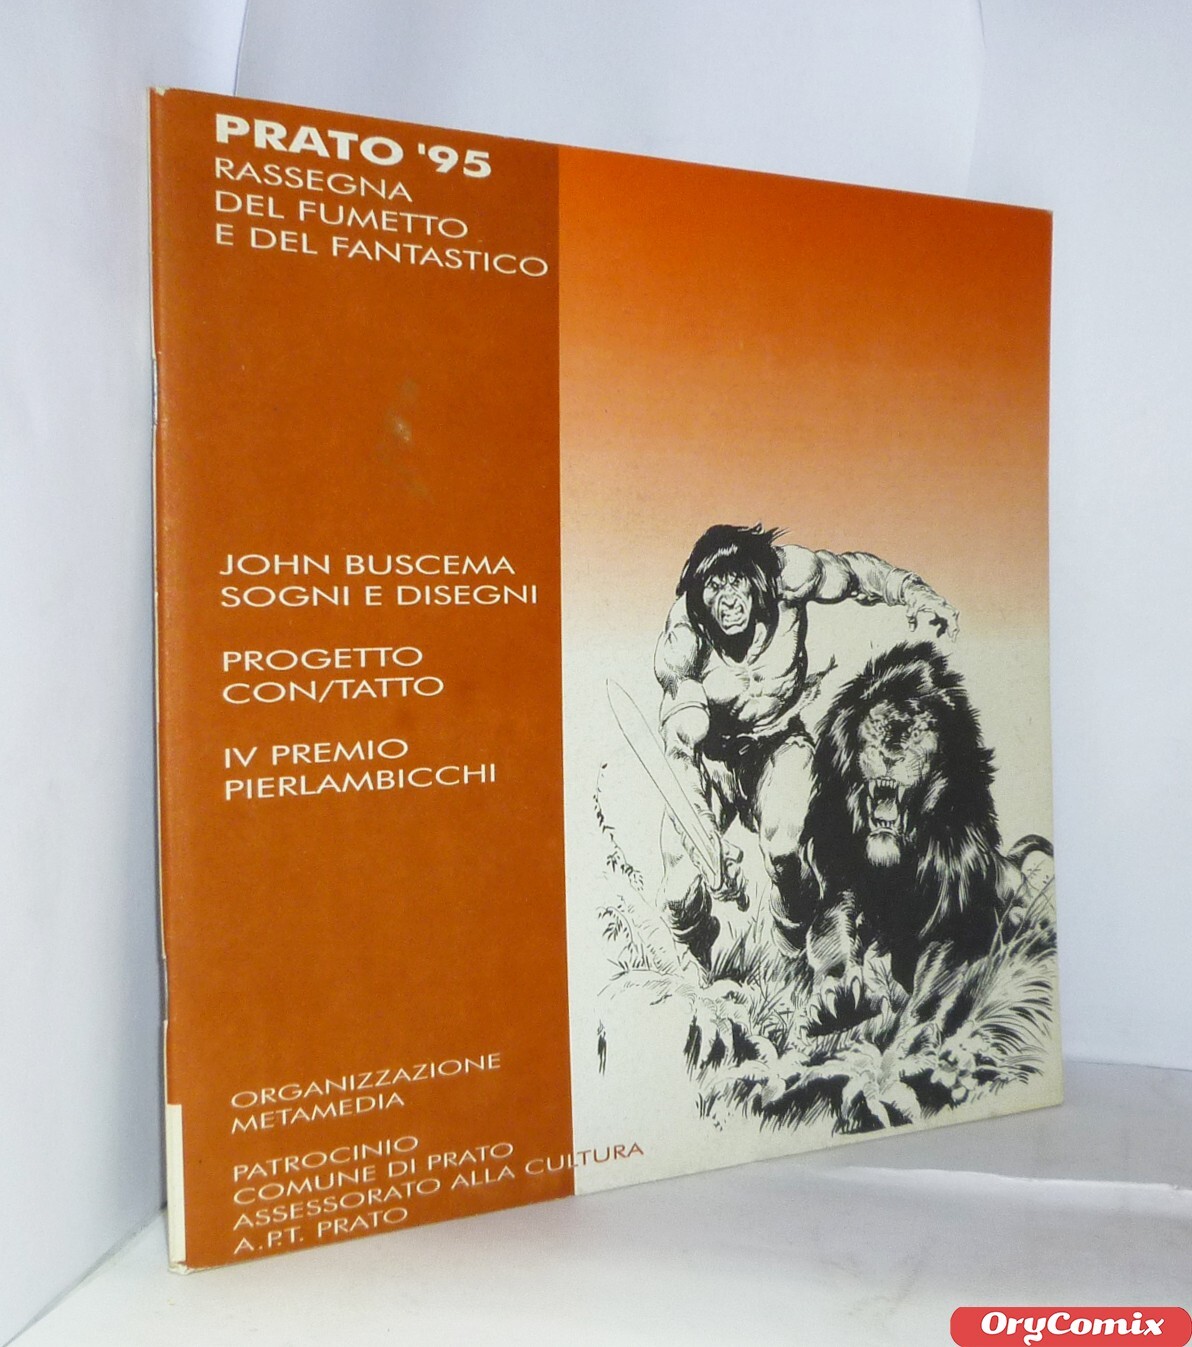 PRATO '95
RASSEGNA
DEL FUMETTO
E DEL FANTASTICO
JOHN BUSCEMA
SOGNI E DISEGNI
PROGETTO
CON/TATTO
IV PREMIO
PIERLAMBICCHI
ORGANIZZAZIONE
METAMEDIA
PATROCINIO
COMUNE DI PRATO
ASSESSORATO ALLA CULTURA
A.P.T. PRATO
OryComix